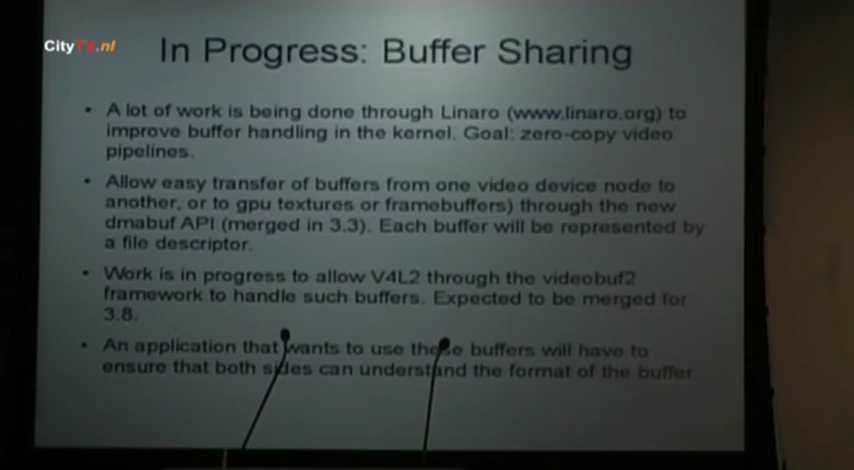 CityTV.nl
In Progress: Buffer Sharing
• A lot of work is being done through Linaro (www.linaro.org) to
improve buffer handling in the kernel. Goal: zero-copy video
pipelines.
• Allow easy transfer of buffers from one video device node to
another, or to gpu textures or framebuffers) through the new
dmabuf API (merged in 3.3). Each buffer will be represented by
a file descriptor.
• Work is in progress to allow V4L2 through the videobuf2
framework to handle such buffers. Expected to be merged for
3.8.
• An application that wants to use these buffers will have to
ensure that both sides can understand the format of the buffer.